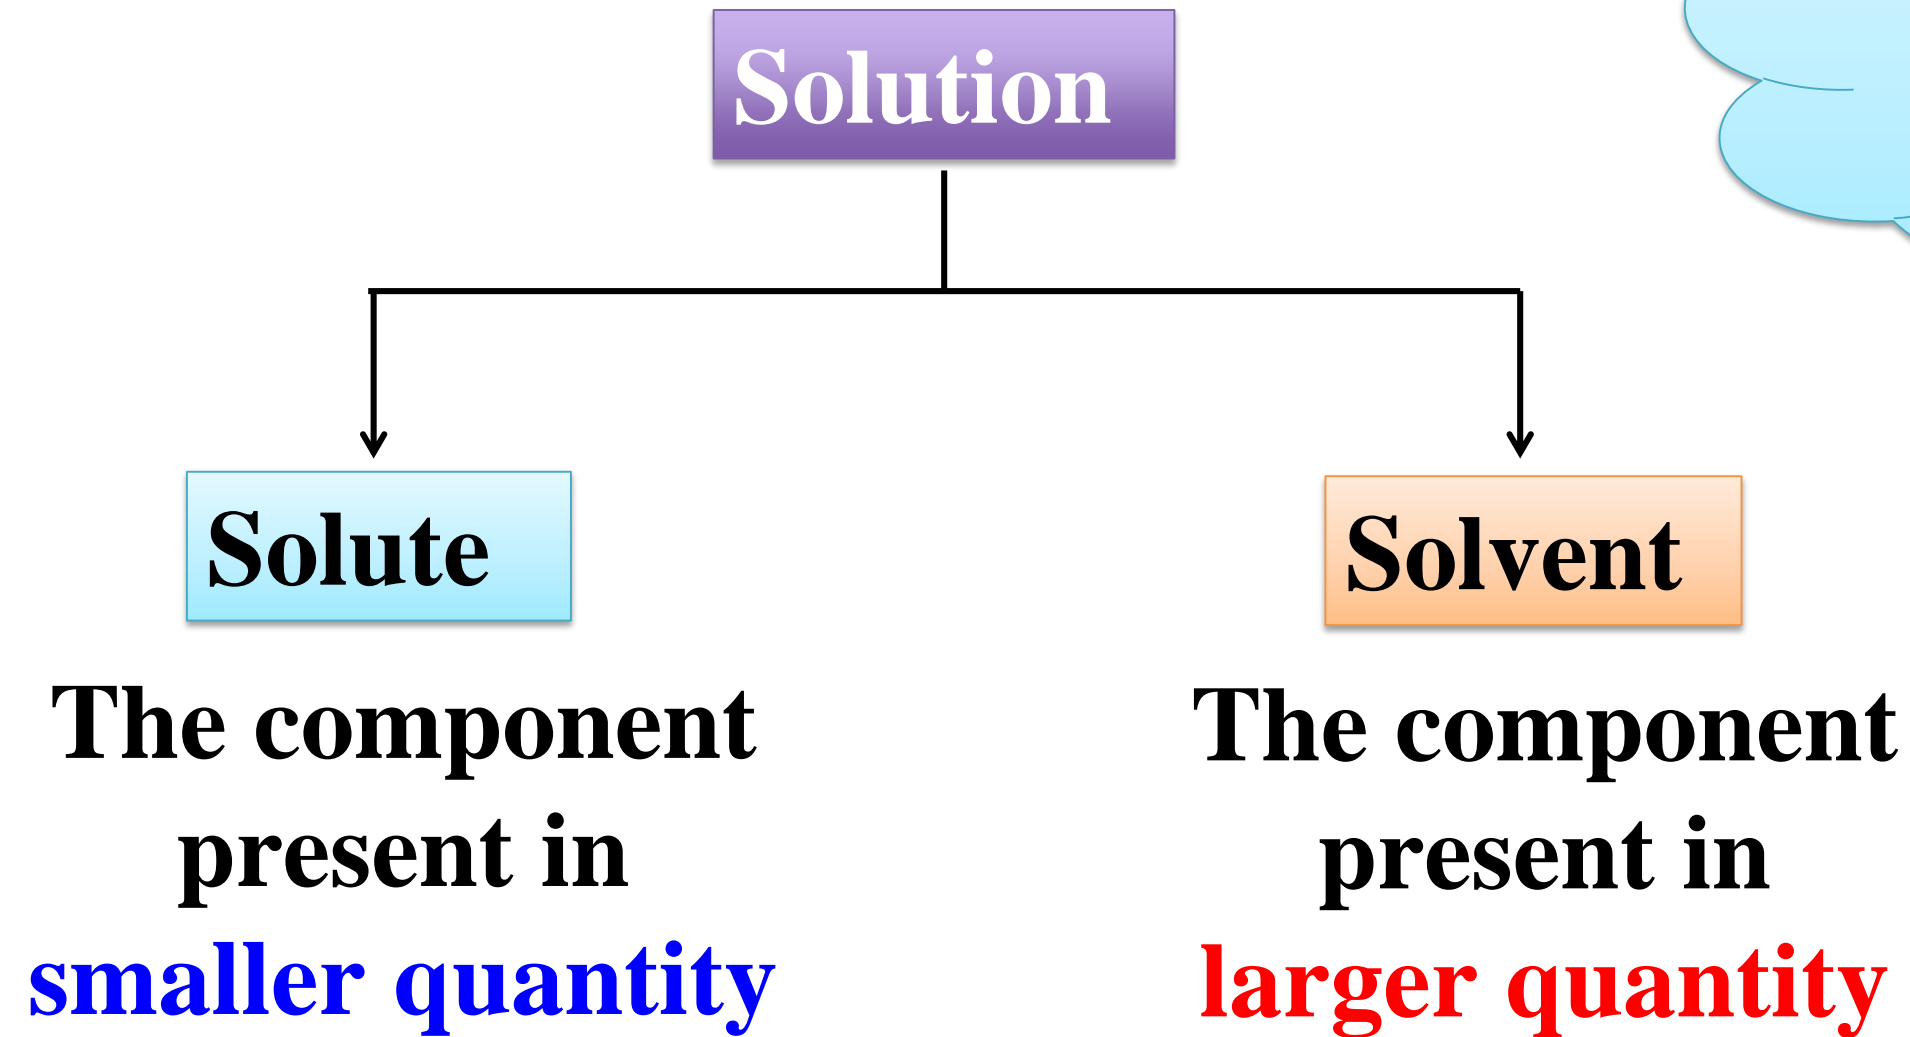 Solution
Solute
Solvent
The component
present in
smaller quantity
The component
present in
larger quantity